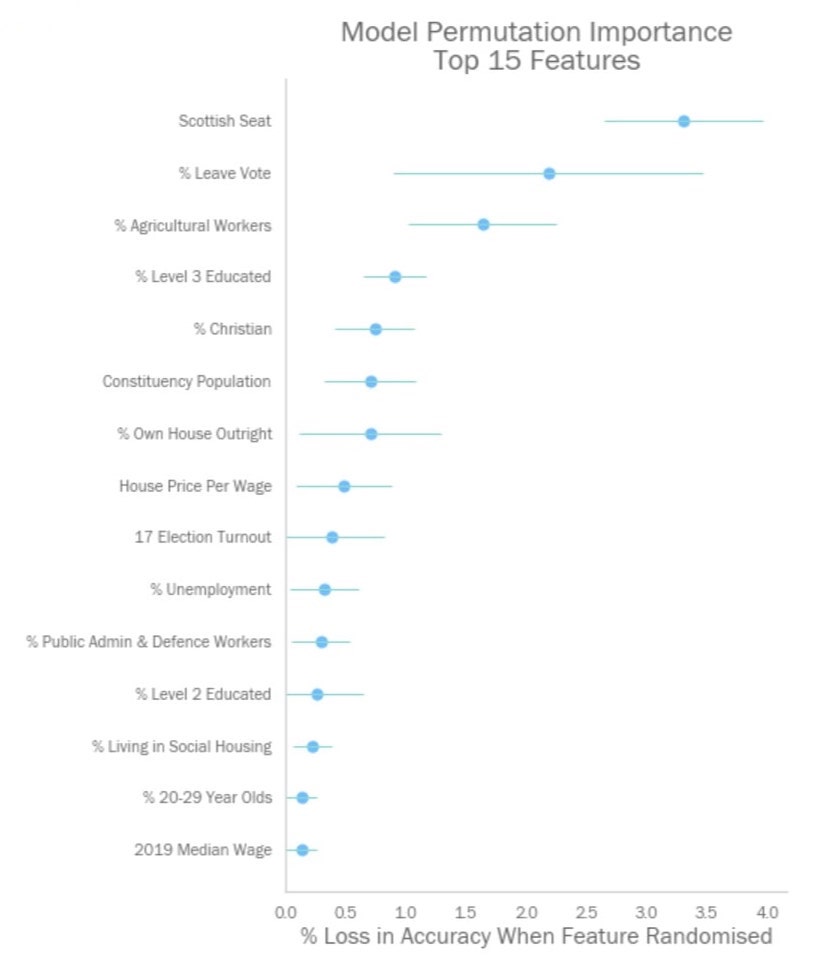 Model Permutation Importance
Top 15 Features
Scottish Seat
% Leave Vote
% Agricultural Workers
% Level 3 Educated
% Christian
Constituency Population
% Own House Outright
House Price Per Wage
17 Election Turnout
% Unemployment
% Public Admin & Defence Workers
% Level 2 Educated
% Living in Social Housing
% 20-29 Year Olds
2019 Median Wage
0.0 0.5 1.0 1.5 2.0 2.5 3.0 3.5 4.0
% Loss in Accuracy When Feature Randomised